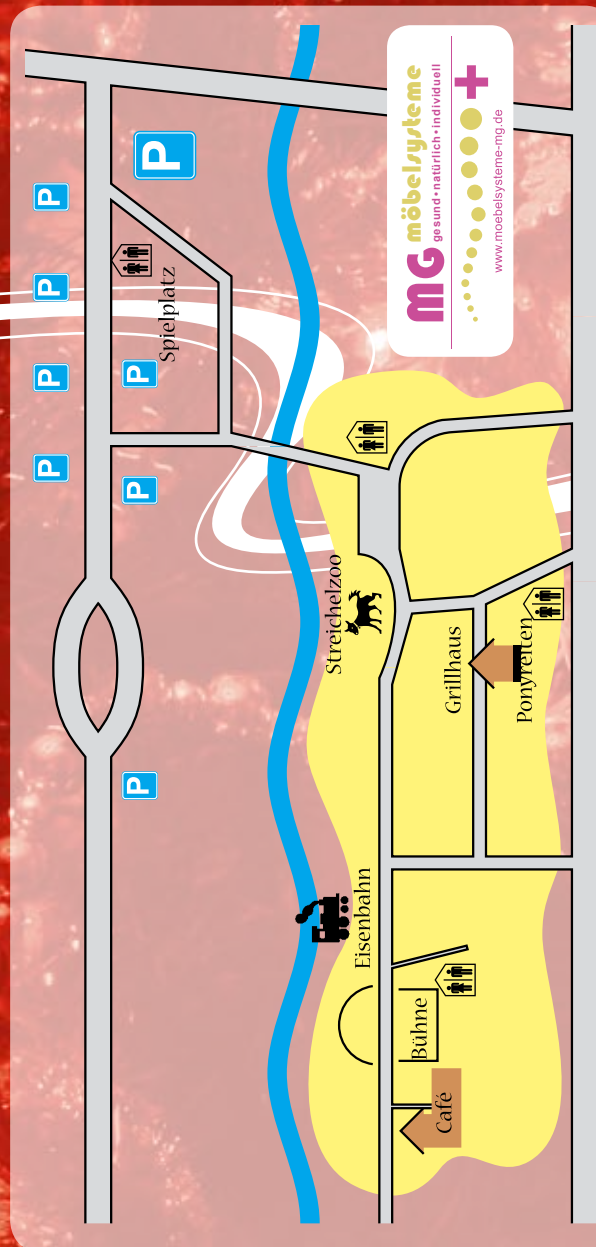 P
P
P
P
P
P
P
P
Spielplatz
MG möbelsysteme
gesund•natürlich•individuell
www.moebelsysteme-mg.de
Streichelzoo
Grillhaus
Ponyreiten
Eisenbahn
Bühne
Café